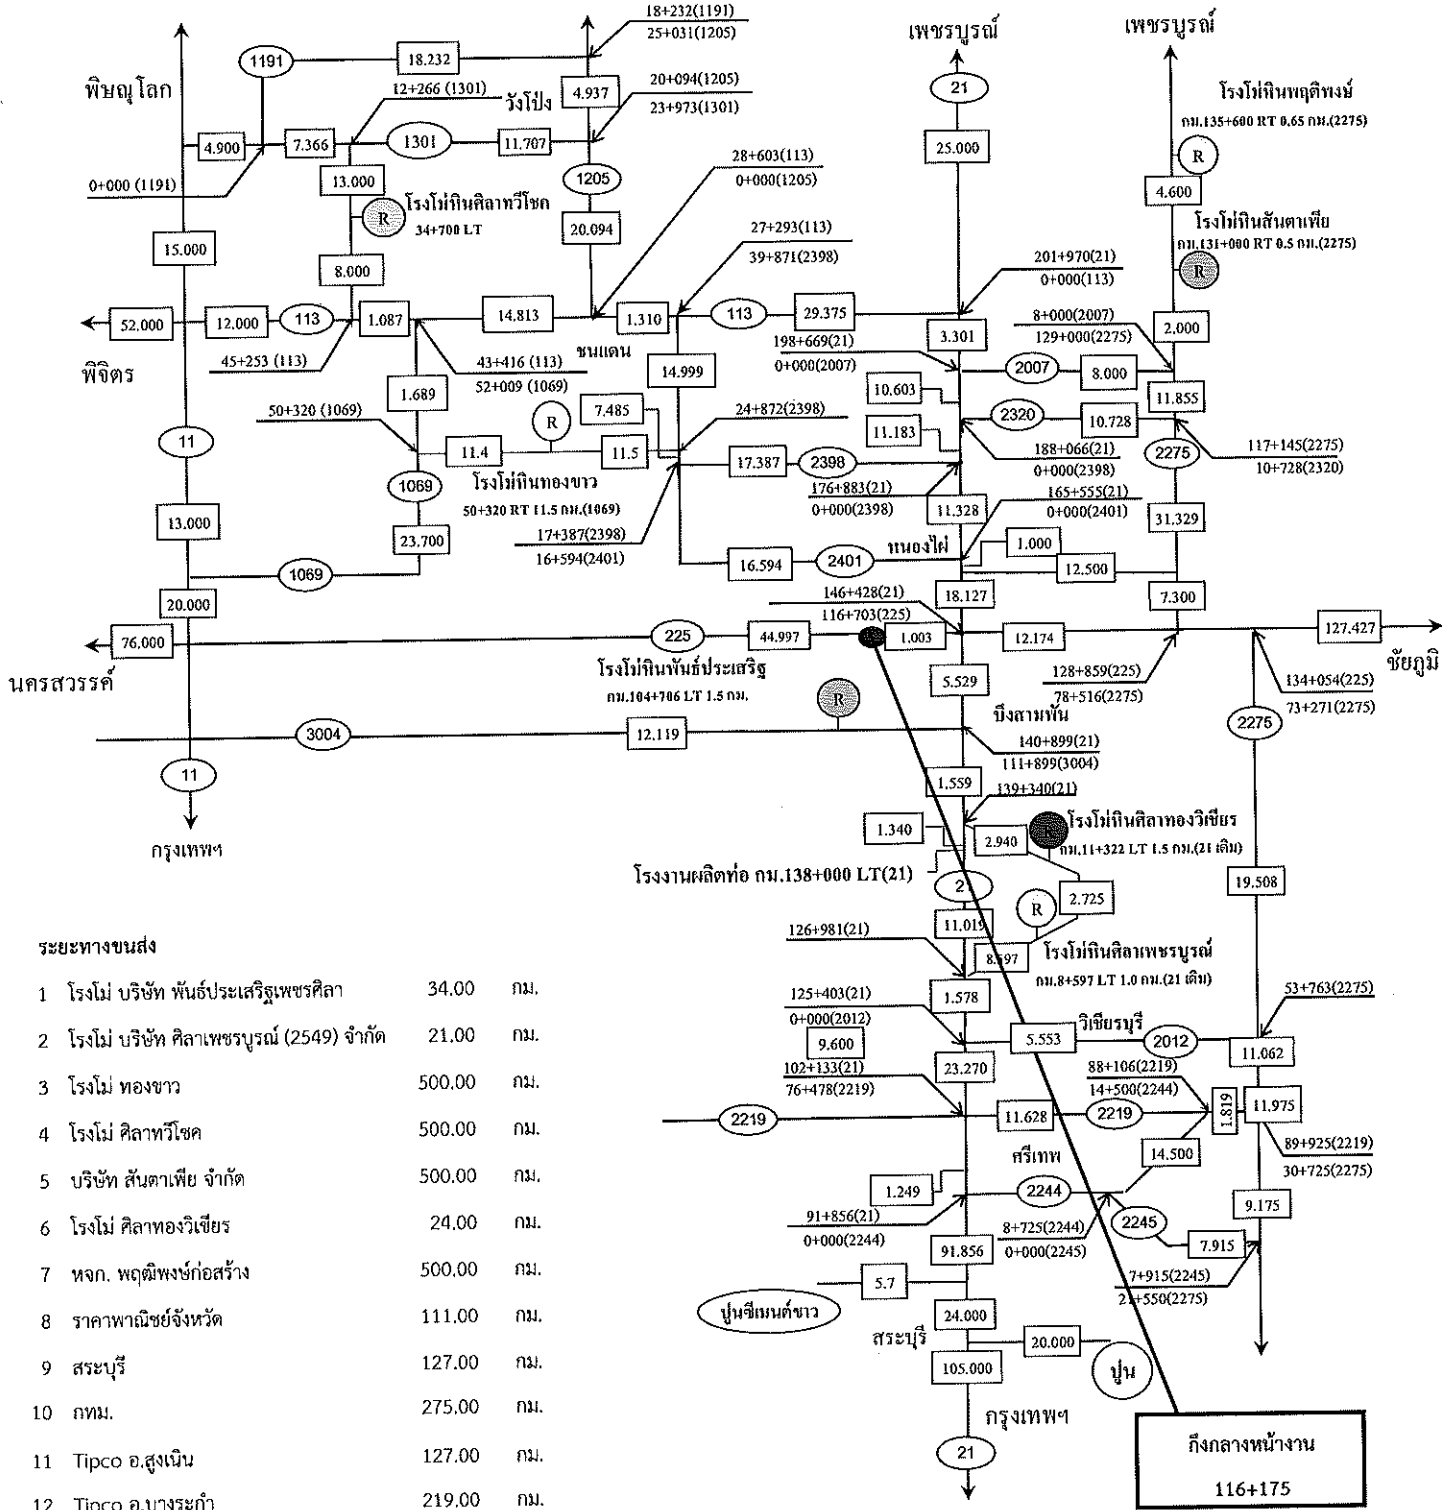 18+232(1191)
25+031(1205)
เพชรบูรณ์
เพชรบูรณ์
1191
18.232
20+094(1205)
23+973(1301)
พิษณุโลก
12+266 (1301)
วังโป่ง
4.937
21
โรงโม่หินพฤติพงษ์
กม.135+600 RT 0.65 กม.(2275)
4.900
7.366
1301
11.707
25.000
R
28+603(113)
0+000(1205)
0+000 (1191)
13.000
1205
4.600
R
โรงโม่หินศิลาทวีโชค
34+700 LT
27+293(113)
39+871(2398)
โรงโม่หินสันตาเพีย
กม.131+000 RT 0.5 กม.(2275)
15.000
20.094
201+970(21)
0+000(113)
R
8.000
52.000
12.000
113
1.087
14.813
1.310
113
29.375
8+000(2007)
129+000(2275)
2.000
พิจิตร
45+253 (113)
43+416 (113)
52+009 (1069)
ชนแดน
198+669(21)
0+000(2007)
3.301
14.999
2007
8.000
1.689
10.603
11.855
50+320 (1069)
R
7.485
24+872(2398)
2320
10.728
11
11.183
11.4
11.5
17.387
2398
188+066(21)
0+000(2398)
2275
117+145(2275)
10+728(2320)
1069
โรงโม่หินทองขาว
50+320 RT 11.5 กม.(1069)
176+883(21)
0+000(2398)
165+555(21)
0+000(2401)
13.000
23.700
17+387(2398)
16+594(2401)
11.328
31.329
หนองไผ่
1.000
1069
16.594
2401
12.500
20.000
146+428(21)
116+703(225)
18.127
7.300
76.000
225
44.997
1.003
12.174
127.427
นครสวรรค์
โรงโม่หินพันธ์ประเสริฐ
กม.104+706 LT 1.5 กม.
128+859(225)
78+516(2275)
134+054(225)
73+271(2275)
ชัยภูมิ
5.529
R
บึงสามพัน
2275
3004
12.119
140+899(21)
111+899(3004)
11
1.559
139+340(21)
กรุงเทพฯ
1.340
2.940
R
โรงโม่หินศิลาทองวิเชียร
กม.11+322 LT 1.5 กม.(21 เดิม)
โรงงานผลิตท่อ กม.138+000 LT(21)
21
19.508
2.725
R
11.019
126+981(21)
8.597
โรงโม่หินศิลาเพชรบูรณ์
กม.8+597 LT 1.0 กม.(21 เดิม)
125+403(21)
0+000(2012)
1.578
53+763(2275)
วิเชียรบุรี
9.600
5.553
2012
11.062
102+133(21)
76+478(2219)
23.270
88+106(2219)
14+500(2244)
2219
11.628
2219
1.819
11.975
ศรีเทพ
14.500
89+925(2219)
30+725(2275)
1.249
2244
91+856(21)
0+000(2244)
8+725(2244)
0+000(2245)
2245
9.175
91.856
7.915
5.7
7+915(2245)
21+550(2275)
ปูนซีเมนต์ขาว
24.000
สระบุรี
20.000
ปูน
105.000
กรุงเทพฯ
21
กึ่งกลางหน้างาน
116+175
ระยะทางขนส่ง
1 โรงโม่ บริษัท พันธ์ประเสริฐเพชรศิลา 34.00 กม.
2 โรงโม่ บริษัท ศิลาเพชรบูรณ์ (2549) จำกัด 21.00 กม.
3 โรงโม่ ทองขาว 500.00 กม.
4 โรงโม่ ศิลาทวีโชค 500.00 กม.
5 บริษัท สันตาเพีย จำกัด 500.00 กม.
6 โรงโม่ ศิลาทองวิเชียร 24.00 กม.
7 หจก. พฤฒิพงษ์ก่อสร้าง 500.00 กม.
8 ราคาพาณิชย์จังหวัด 111.00 กม.
9 สระบุรี 127.00 กม.
10 กทม. 275.00 กม.
11 Tipco อ.สูงเนิน 127.00 กม.
12 Tipco อ.บางระกำ 219.00 กม.